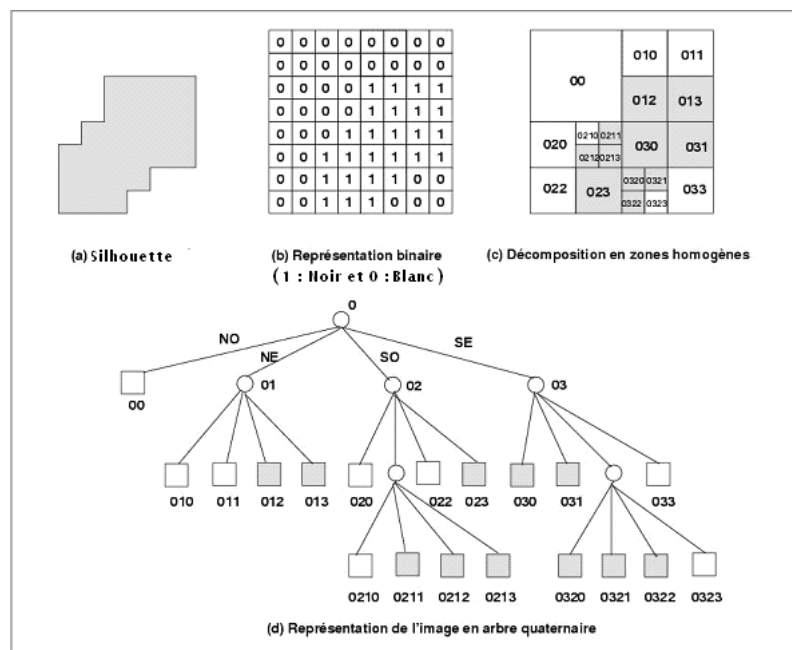 0 0 0 0 0 0 0 0
0 0 0 0 0 0 0 0
0 0 0 0 1 1 1 1
0 0 0 0 1 1 1 1
0 0 0 1 1 1 1 1
0 0 1 1 1 1 1 1
0 0 1 1 1 1 0 0
0 0 1 1 1 0 0 0
00 010 011
012 013
020 0210 0211 030 031
0212 0213
022 023 0320 0321 033
0322 0323
(a) Silhouette
(b) Représentation binaire
(1 : Noir et 0 : Blanc)
(c) Décomposition en zones homogènes
0
NO NE SO SE
00 01 02 03
010 011 012 013 020 022 023 030 031 033
0210 0211 0212 0213 0320 0321 0322 0323
(d) Représentation de l'image en arbre quaternaire